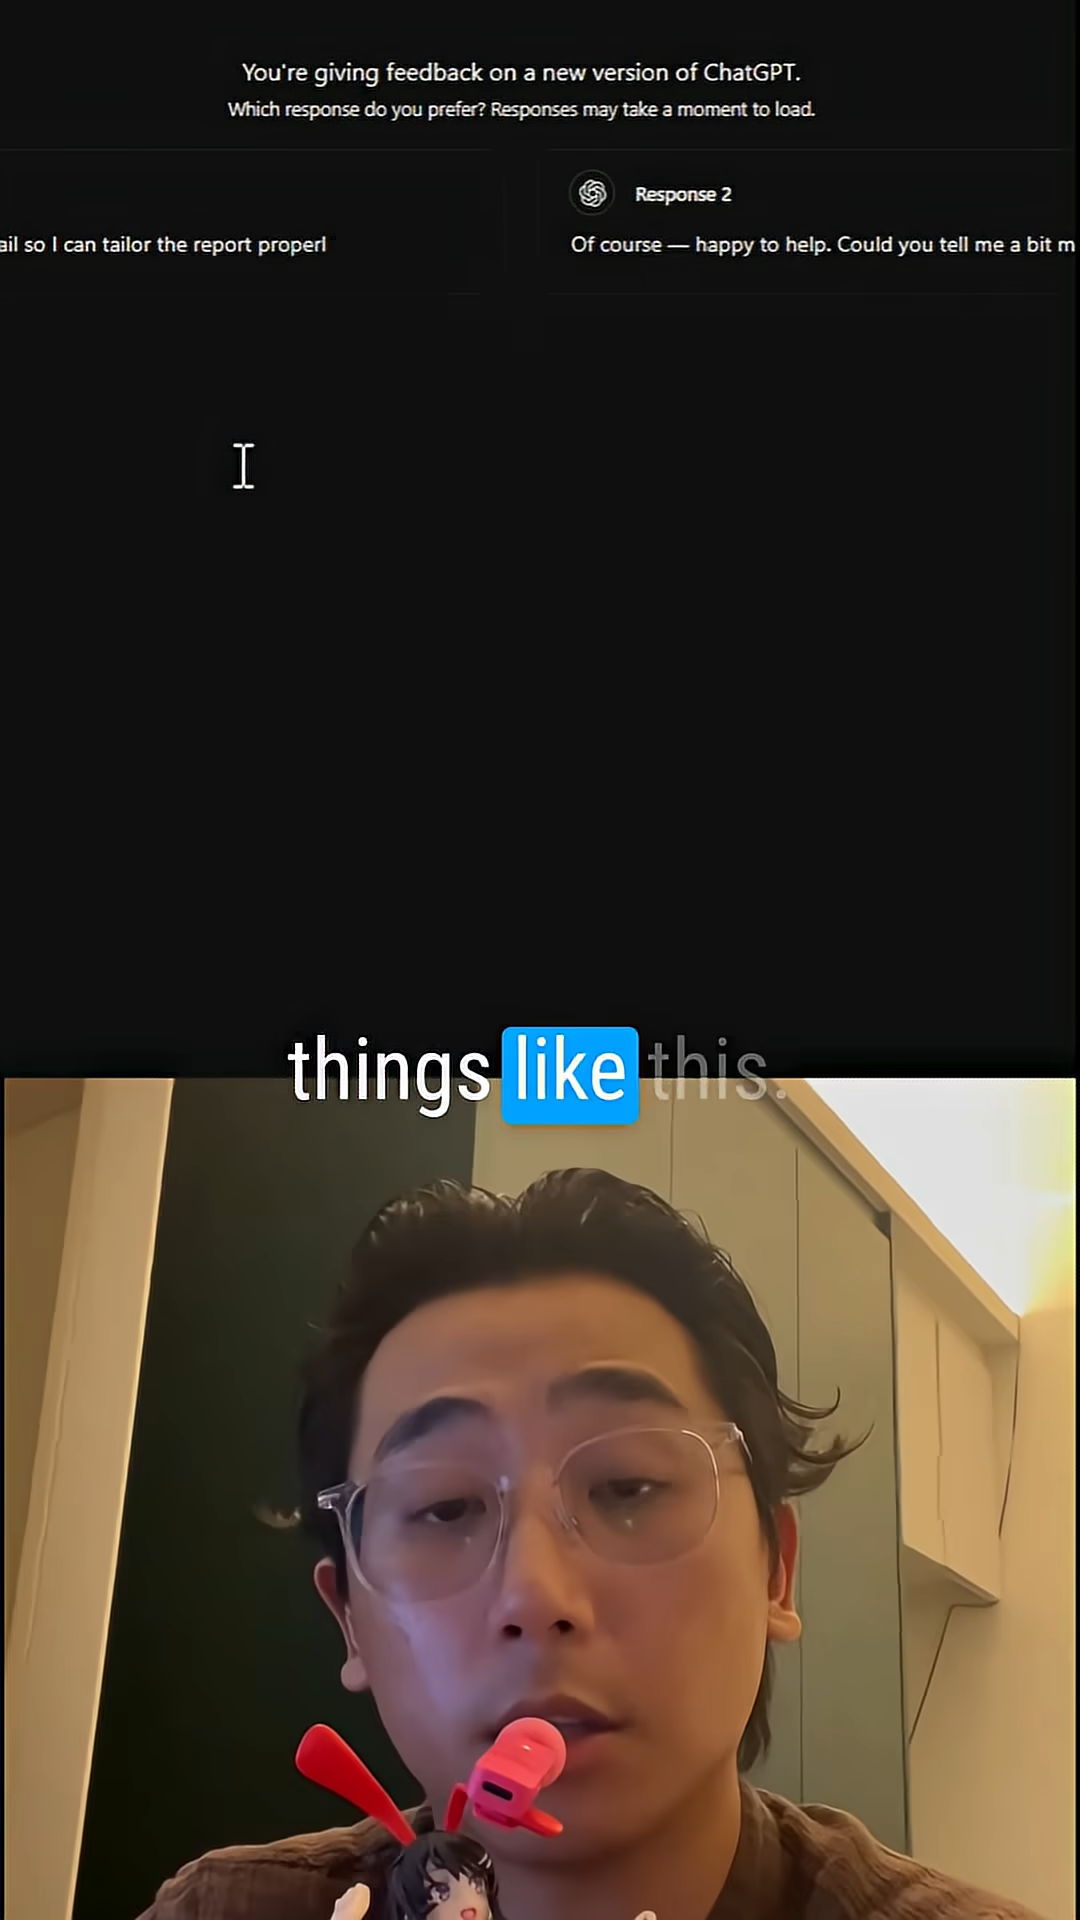 You're giving feedback on a new version of ChatGPT.
Which response do you prefer? Responses may take a moment to load.
Response 2
ail so I can tailor the report properl
Of course — happy to help. Could you tell me a bit m
things like this.